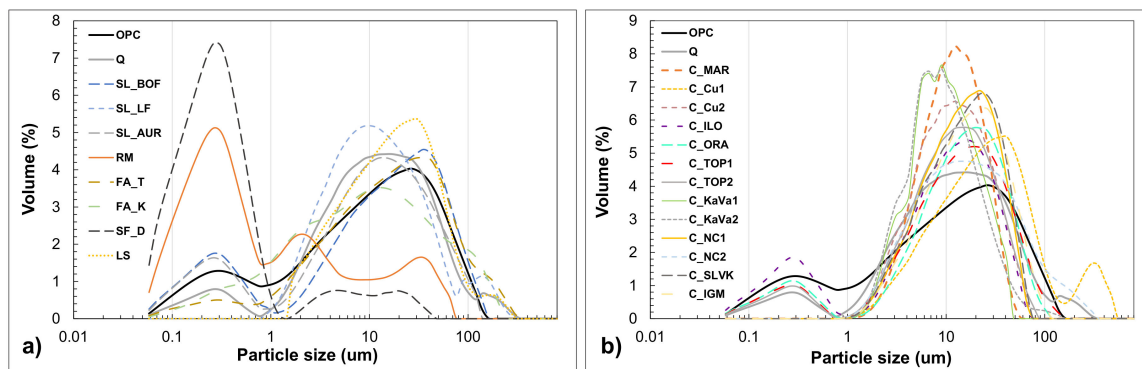 8
7
6
5
4
3
2
1
0
Volume (%)
0.01
0.1
1
10
100
Particle size (um)
OPC
Q
SL_BOF
SL_LF
SL_AUR
RM
FA_T
FA_K
SF_D
LS
a)
9
8
7
6
5
4
3
2
1
0
Volume (%)
0.01
0.1
1
10
100
Particle size (um)
OPC
Q
C_MAR
C_Cu1
C_Cu2
C_ILO
C_ORA
C_TOP1
C_TOP2
C_KaVa1
C_KaVa2
C_NC1
C_NC2
C_SLVK
C_IGM
b)